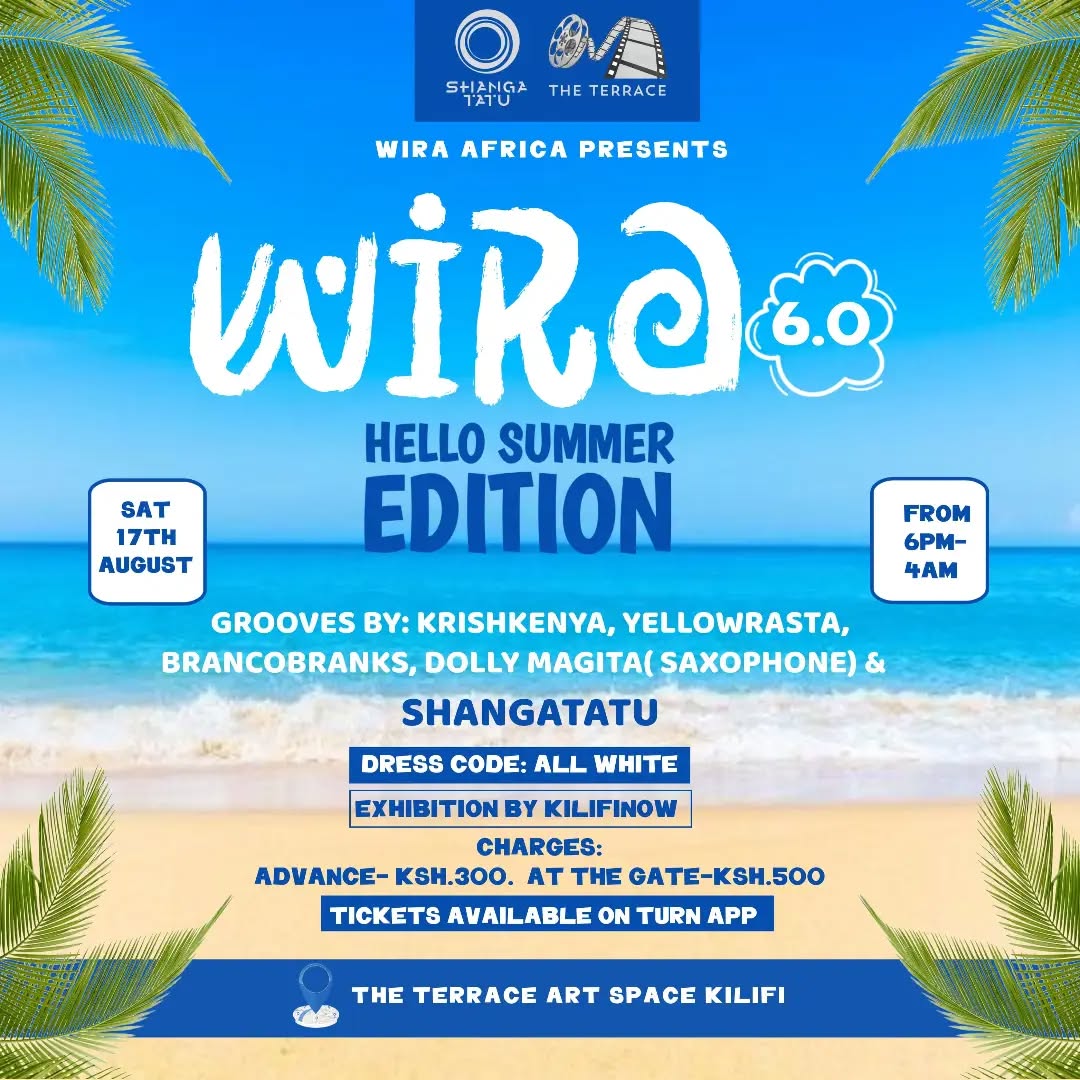 SHANGA
TATU
THE TERRACE
WIRA AFRICA PRESENTS
WiRa
6.0
HELLO SUMMER
EDITION
SAT
17TH
AUGUST
FROM
6PM-
4AM
GROOVES BY: KRISHKENYA, YELLOWRASTA,
BRANCOBRANKS, DOLLY MAGITA( SAXOPHONE) &
SHANGATATU
DRESS CODE: ALL WHITE
EXHIBITION BY KILIFINOW
CHARGES:
ADVANCE- KSH.300. AT THE GATE-KSH.500
TICKETS AVAILABLE ON TURN APP
THE TERRACE ART SPACE KILIFI